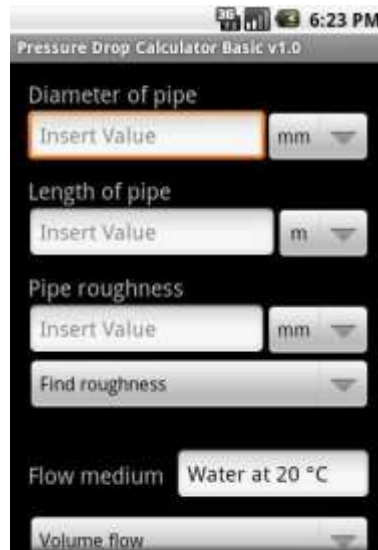 3G 6:23 PM
Pressure Drop Calculator Basic v1.0
Diameter of pipe
Insert Value mm
Length of pipe
Insert Value m
Pipe roughness
Insert Value mm
Find roughness
Flow medium Water at 20 °C
Volume flow